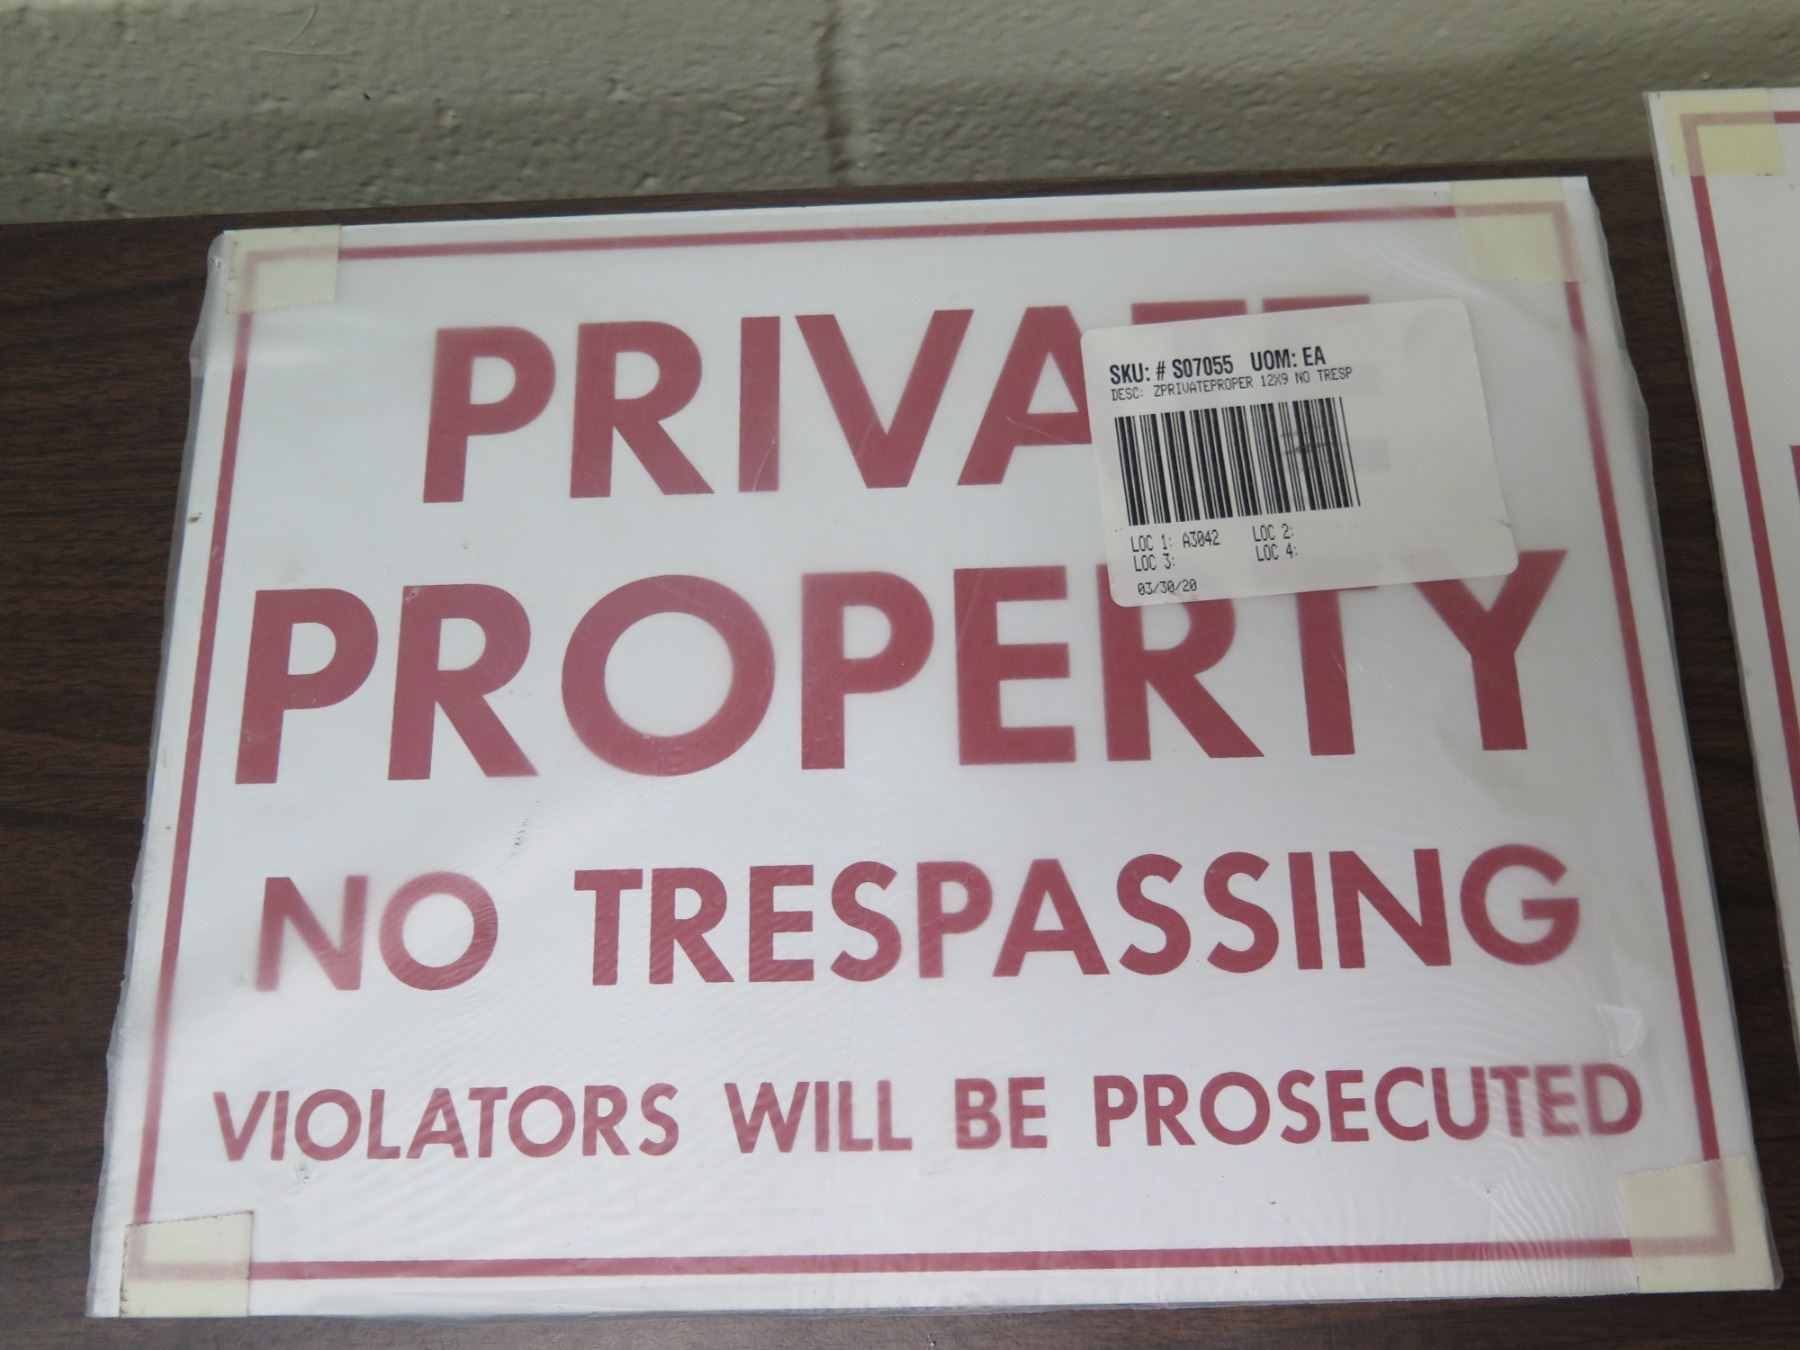 PRIVATE
SKU: # S07055 UOM: EA
DESC: ZPRIVATEPROPER 12X9 NO TRESP
LOC 1: A3042 LOC 2:
LOC 3: LOC 4:
03/30/20
PROPERTY
NO TRESPASSING
VIOLATORS WILL BE PROSECUTED